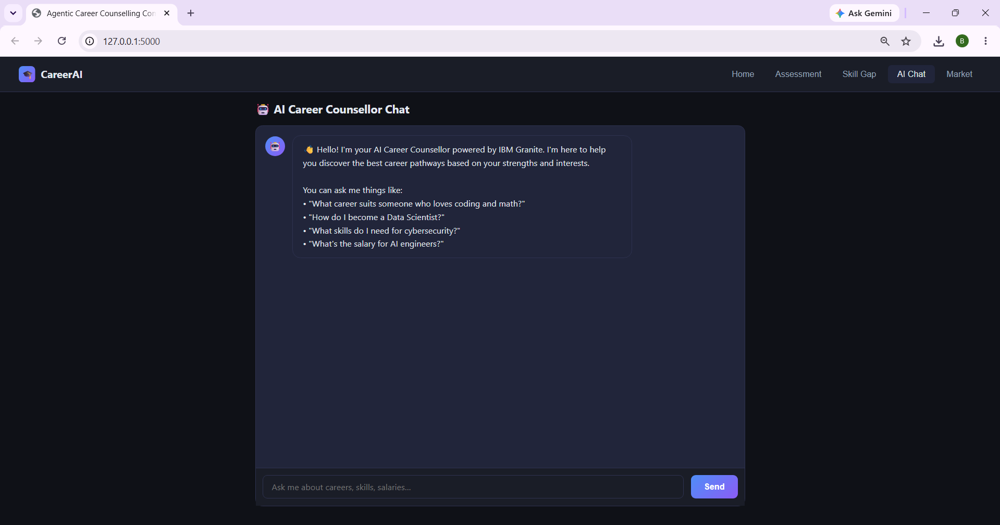 Agentic Career Counselling Con
Ask Gemini
127.0.0.1:5000
B
CareerAI
Home
Assessment
Skill Gap
AI Chat
Market
AI Career Counsellor Chat
👋 Hello! I'm your AI Career Counsellor powered by IBM Granite. I'm here to help
you discover the best career pathways based on your strengths and interests.
You can ask me things like:
• "What career suits someone who loves coding and math?"
• "How do I become a Data Scientist?"
• "What skills do I need for cybersecurity?"
• "What's the salary for AI engineers?"
Ask me about careers, skills, salaries...
Send